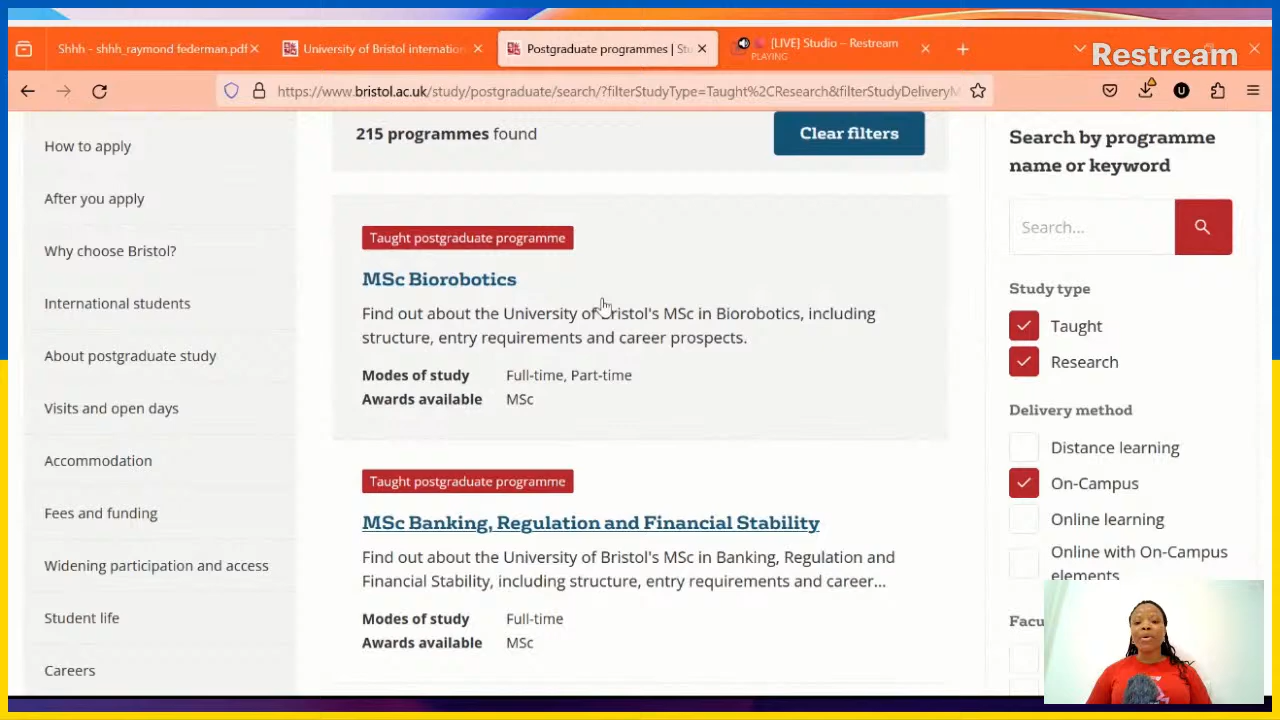 Shhh - shhh_raymond federman.pdf
University of Bristol internation
Postgraduate programmes | Stu
[LIVE] Studio – Restream
PLAYING
Restream
https://www.bristol.ac.uk/study/postgraduate/search/?filterStudyType=Taught%2CResearch&filterStudyDeliveryM
How to apply
After you apply
Why choose Bristol?
International students
About postgraduate study
Visits and open days
Accommodation
Fees and funding
Widening participation and access
Student life
Careers
215 programmes found
Clear filters
Taught postgraduate programme
MSc Biorobotics
Find out about the University of Bristol's MSc in Biorobotics, including
structure, entry requirements and career prospects.
Modes of study Full-time, Part-time
Awards available MSc
Taught postgraduate programme
MSc Banking, Regulation and Financial Stability
Find out about the University of Bristol's MSc in Banking, Regulation and
Financial Stability, including structure, entry requirements and career...
Modes of study Full-time
Awards available MSc
Search by programme
name or keyword
Search...
Study type
Taught
Research
Delivery method
Distance learning
On-Campus
Online learning
Online with On-Campus
elements
Facu